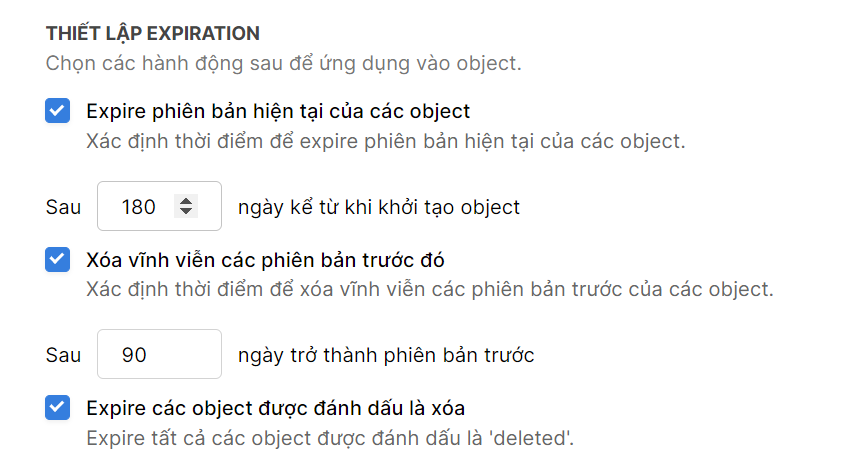 THIẾT LẬP EXPIRATION
Chọn các hành động sau để ứng dụng vào object.
Expire phiên bản hiện tại của các object
Xác định thời điểm để expire phiên bản hiện tại của các object.
Sau 180 ngày kể từ khi khởi tạo object
Xóa vĩnh viễn các phiên bản trước đó
Xác định thời điểm để xóa vĩnh viễn các phiên bản trước của các object.
Sau 90 ngày trở thành phiên bản trước
Expire các object được đánh dấu là xóa
Expire tất cả các object được đánh dấu là 'deleted'.